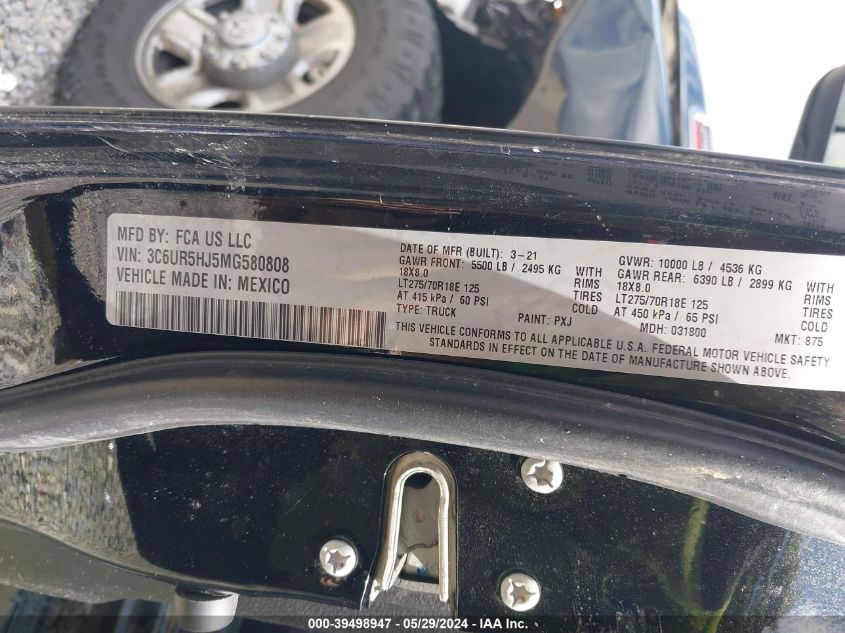 MFD BY: FCA US LLC
VIN: 3C6UR5HJ5MG580808
VEHICLE MADE IN: MEXICO
DATE OF MFR (BUILT): 3-21
GAWR FRONT: 5500 LB / 2495 KG WITH
18X8.0 RIMS
LT275/70R18E 125 TIRES
AT 415 kPa / 60 PSI COLD
TYPE: TRUCK PAINT: PXJ
GVWR: 10000 LB / 4536 KG
GAWR REAR: 6390 LB / 2899 KG WITH
18X8.0 RIMS
LT275/70R18E 125 TIRES
AT 450 kPa / 65 PSI COLD
MDH: 031800 MKT: 875
THIS VEHICLE CONFORMS TO ALL APPLICABLE U.S.A. FEDERAL MOTOR VEHICLE SAFETY
STANDARDS IN EFFECT ON THE DATE OF MANUFACTURE SHOWN ABOVE.
000-39498947 - 05/29/2024 - IAA Inc.